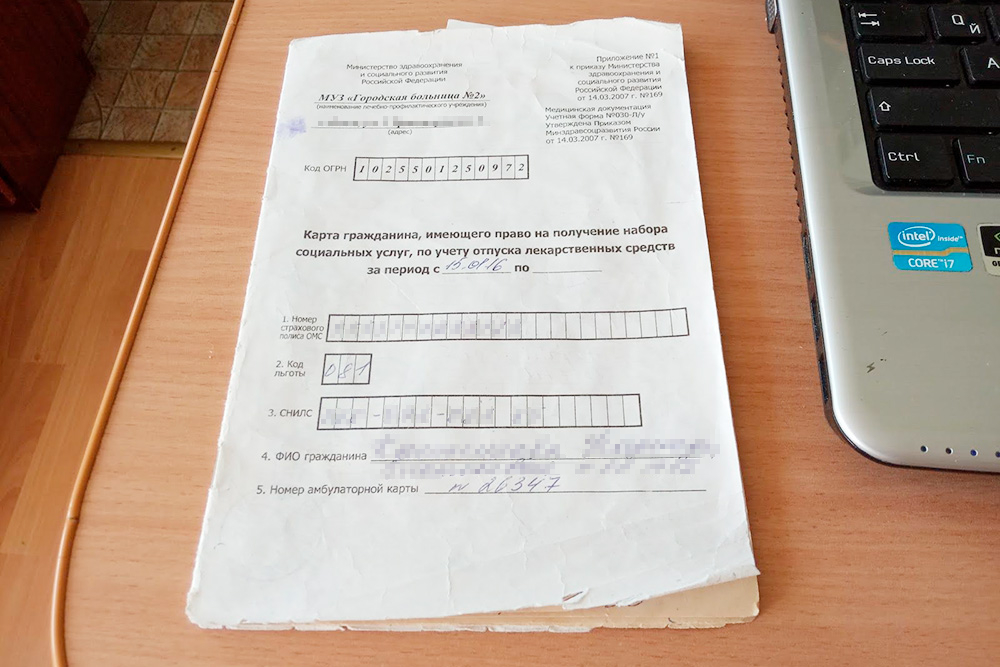 Министерство здравоохранения
и социального развития
Российской Федерации
МУЗ «Городская больница №2»
(наименование лечебно-профилактического учреждения)
(адрес)
Приложение №1
к приказу Министерства
здравоохранения и
социального развития
Российской Федерации
от 14.03.2007 г. №169
Медицинская документация
Учетная форма №030-Л/у
Утверждена Приказом
Минздравсоцразвития России
от 14.03.2007 г. №169
Код ОГРН 1025501250972
Карта гражданина, имеющего право на получение набора
социальных услуг, по учету отпуска лекарственных средств
за период с 15.01.16 по
1. Номер
страхового
полиса ОМС
2. Код
льготы
081
3. СНИЛС
4. ФИО гражданина
5. Номер амбулаторной карты n 26347
Q
Й
Caps Lock
A
Ctrl
Fn
intel inside™
CORE™ i7